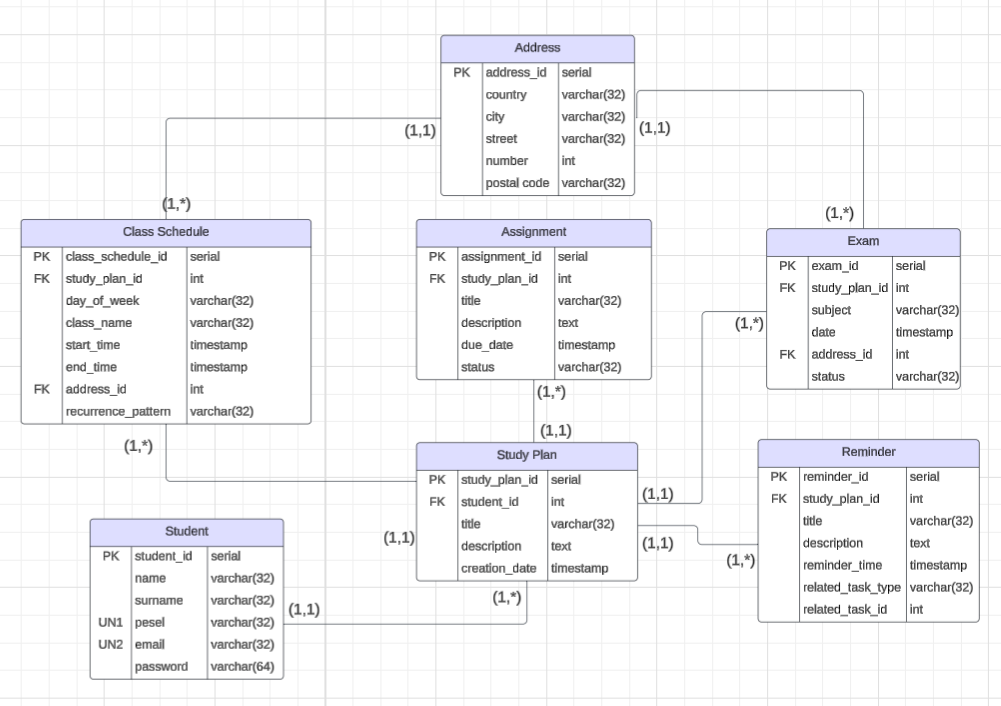 Address
PK address_id serial
country varchar(32)
city varchar(32)
street varchar(32)
number int
postal code varchar(32)
(1,1)
(1,1)
(1,*)
(1,*)
Class Schedule
PK class_schedule_id serial
FK study_plan_id int
day_of_week varchar(32)
class_name varchar(32)
start_time timestamp
end_time timestamp
FK address_id int
recurrence_pattern varchar(32)
(1,*)
Assignment
PK assignment_id serial
FK study_plan_id int
title varchar(32)
description text
due_date timestamp
status varchar(32)
(1,*)
(1,1)
Exam
PK exam_id serial
FK study_plan_id int
subject varchar(32)
date timestamp
FK address_id int
status varchar(32)
(1,*)
Study Plan
PK study_plan_id serial
FK student_id int
title varchar(32)
description text
creation_date timestamp
(1,1)
(1,1)
(1,1)
(1,*)
(1,*)
Reminder
PK reminder_id serial
FK study_plan_id int
title varchar(32)
description text
reminder_time timestamp
related_task_type varchar(32)
related_task_id int
Student
PK student_id serial
name varchar(32)
surname varchar(32)
UN1 pesel varchar(32)
UN2 email varchar(32)
password varchar(64)
(1,1)